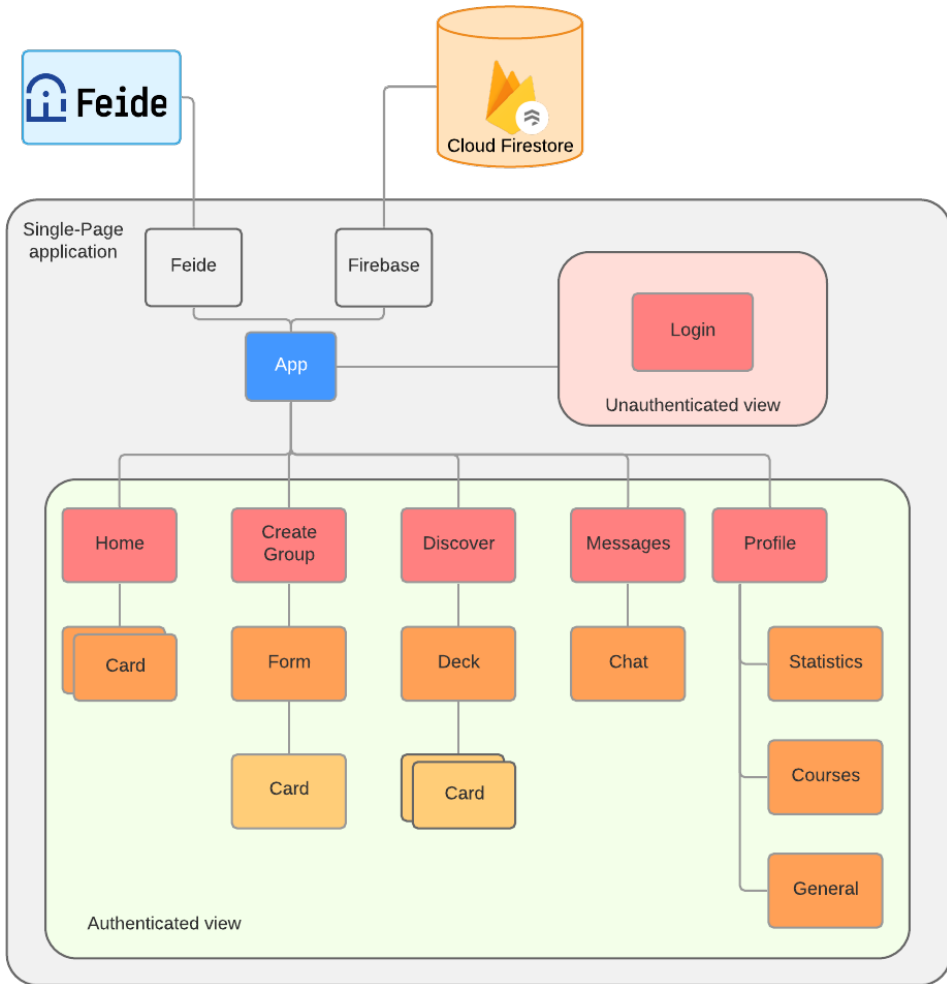 Feide
Cloud Firestore
Single-Page
application
Feide
Firebase
Login
App
Unauthenticated view
Home
Create
Group
Discover
Messages
Profile
Card
Form
Deck
Chat
Statistics
Card
Card
Courses
General
Authenticated view